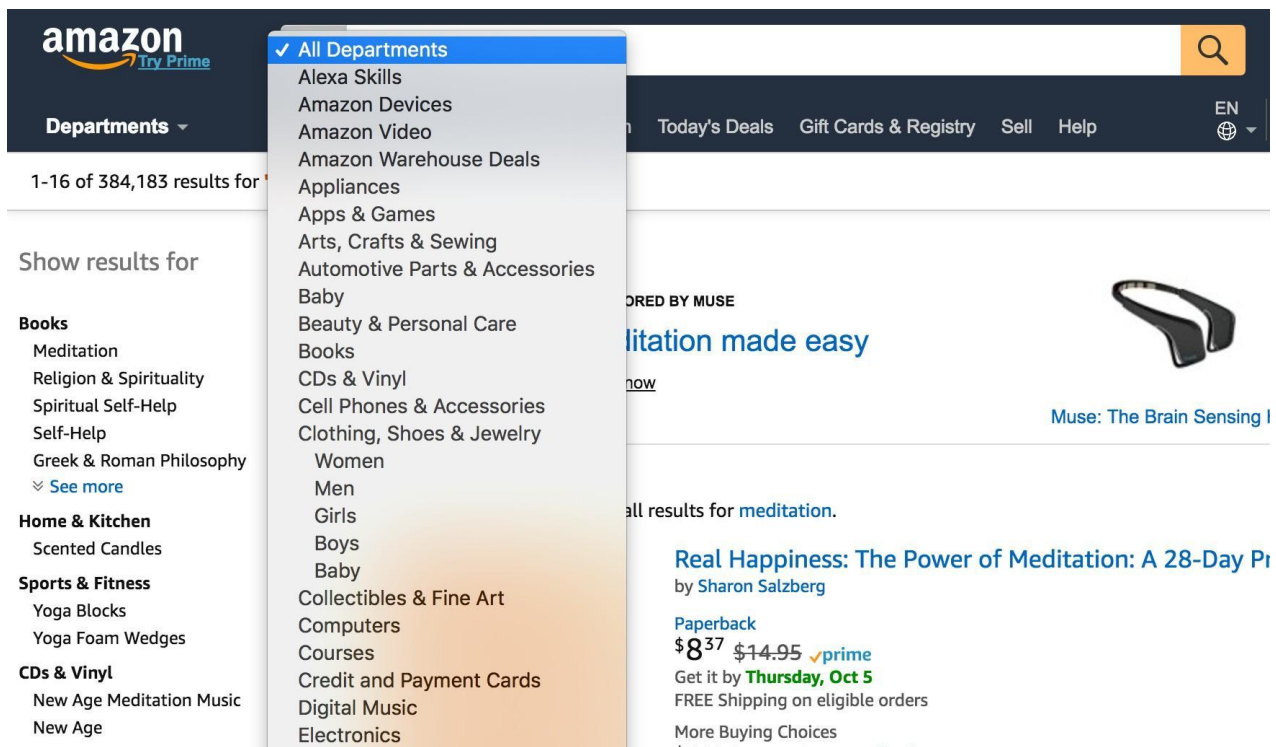 amazon
Try Prime
Departments
Today's Deals
Gift Cards & Registry
Sell
Help
EN
✓ All Departments
Alexa Skills
Amazon Devices
Amazon Video
Amazon Warehouse Deals
Appliances
Apps & Games
Arts, Crafts & Sewing
Automotive Parts & Accessories
Baby
Beauty & Personal Care
Books
CDs & Vinyl
Cell Phones & Accessories
Clothing, Shoes & Jewelry
Women
Men
Girls
Boys
Baby
Collectibles & Fine Art
Computers
Courses
Credit and Payment Cards
Digital Music
Electronics
1-16 of 384,183 results for "
Show results for
Books
Meditation
Religion & Spirituality
Spiritual Self-Help
Self-Help
Greek & Roman Philosophy
See more
Home & Kitchen
Scented Candles
Sports & Fitness
Yoga Blocks
Yoga Foam Wedges
CDs & Vinyl
New Age Meditation Music
New Age
ORED BY MUSE
ditation made easy
now
Muse: The Brain Sensing
all results for meditation.
Real Happiness: The Power of Meditation: A 28-Day Pr
by Sharon Salzberg
Paperback
$8 37 $14.95 prime
Get it by Thursday, Oct 5
FREE Shipping on eligible orders
More Buying Choices